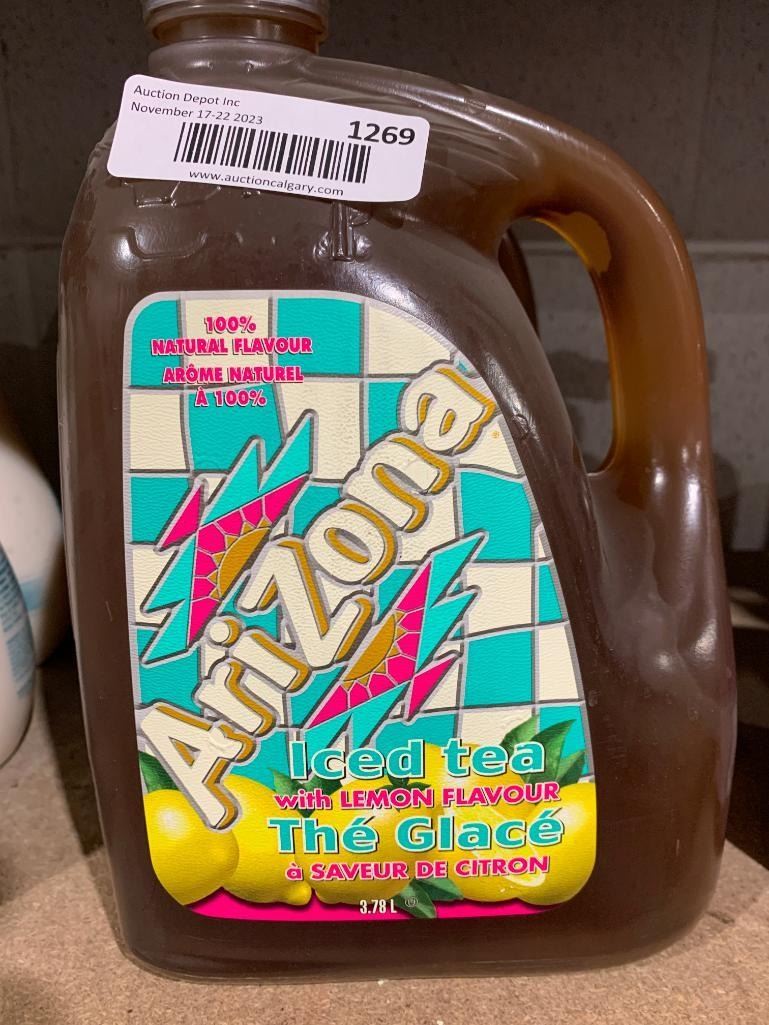 Auction Depot Inc
November 17-22 2023
1269
www.auctioncalgary.com
100%
NATURAL FLAVOUR
ARÔME NATUREL
À 100%
AriZona
Iced tea
with LEMON FLAVOUR
Thé Glacé
à SAVEUR DE CITRON
3.78 L